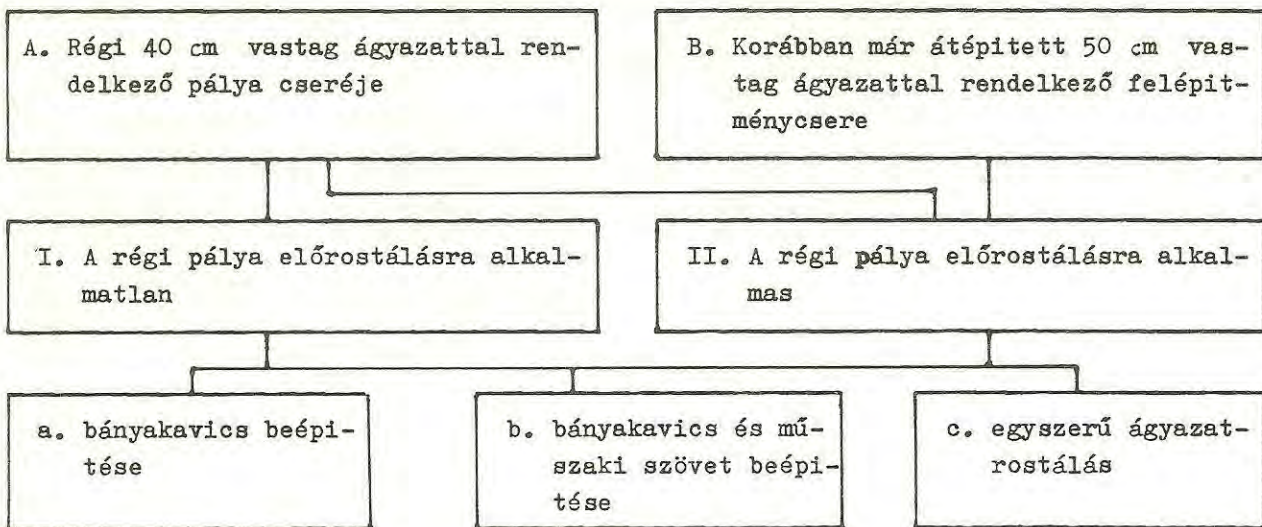 A. Régi 40 cm vastag ágyazattal ren-
delkező pálya cseréje
B. Korábban már átépitett 50 cm vas-
tag ágyazattal rendelkező felépit-
ménycsere
I. A régi pálya előrostálásra alkal-
matlan
II. A régi pálya előrostálásra alkal-
mas
a. bányakavics beépi-
tése
b. bányakavics és mű-
szaki szövet beépi-
tése
c. egyszerű ágyazat-
rostálás